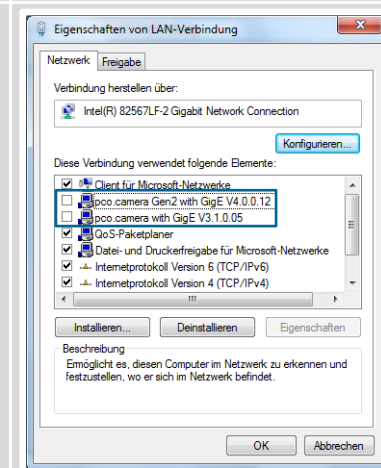 Eigenschaften von LAN-Verbindung
Netzwerk Freigabe
Verbindung herstellen über:
Intel(R) 82567LF-2 Gigabit Network Connection
Konfigurieren...
Diese Verbindung verwendet folgende Elemente:
Client für Microsoft-Netzwerke
pco.camera Gen2 with GigE V4.0.0.12
pco.camera with GigE V3.1.0.05
QoS-Paketplaner
Datei- und Druckerfreigabe für Microsoft-Netzwerke
Internetprotokoll Version 6 (TCP/IPv6)
Internetprotokoll Version 4 (TCP/IPv4)
Installieren... Deinstallieren Eigenschaften
Beschreibung
Ermöglicht es, diesen Computer im Netzwerk zu erkennen und
festzustellen, wo er sich im Netzwerk befindet.
OK Abbrechen